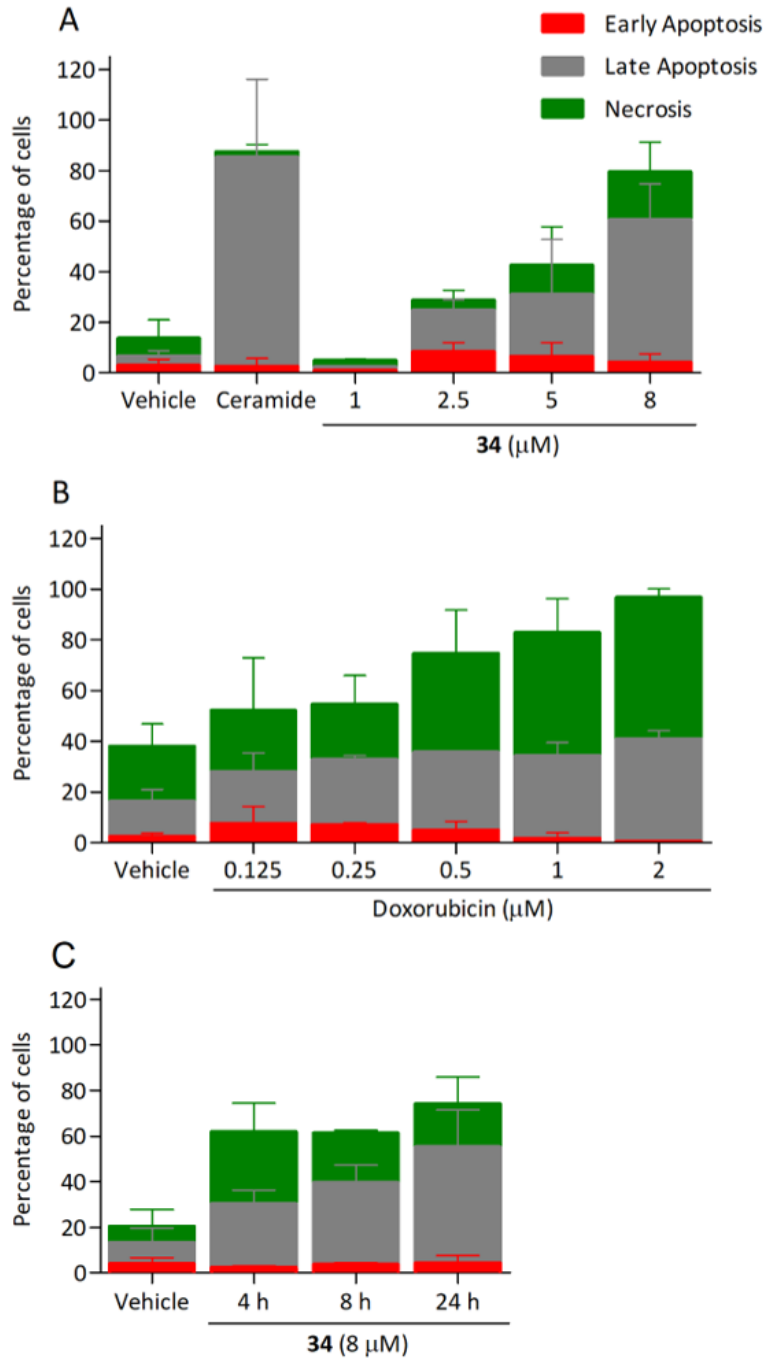 A
Early Apoptosis
Late Apoptosis
Necrosis
Percentage of cells
120
100
80
60
40
20
0
Vehicle Ceramide 1 2.5 5 8
34 (μM)
B
Percentage of cells
120
100
80
60
40
20
0
Vehicle 0.125 0.25 0.5 1 2
Doxorubicin (μM)
C
Percentage of cells
120
100
80
60
40
20
0
Vehicle 4 h 8 h 24 h
34 (8 μM)